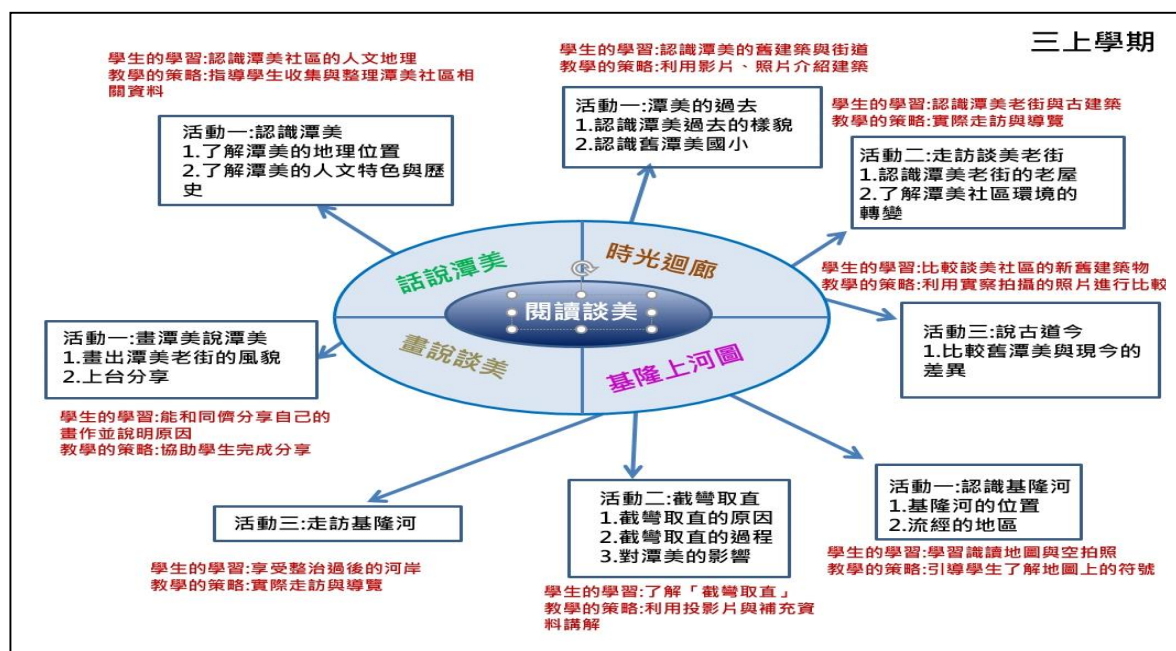 三上學期
學生的學習:認識潭美社區的人文地理
教學的策略:指導學生收集與整理潭美社區相
關資料
活動一:認識潭美
1.了解潭美的地理位置
2.了解潭美的人文特色與歷
史
學生的學習:認識潭美的舊建築與街道
教學的策略:利用影片、照片介紹建築
活動一:潭美的過去
1.認識潭美過去的樣貌
2.認識舊潭美國小
學生的學習:認識潭美老街與古建築
教學的策略:實際走訪與導覽
活動二:走訪談美老街
1.認識潭美老街的老屋
2.了解潭美社區環境的
轉變
學生的學習:比較談美社區的新舊建築物
教學的策略:利用實察拍攝的照片進行比較
活動三:說古道今
1.比較舊潭美與現今的
差異
話說潭美
時光迴廊
閱讀談美
畫說談美
基隆上河圖
活動一:畫潭美說潭美
1.畫出潭美老街的風貌
2.上台分享
學生的學習:能和同儕分享自己的
畫作並說明原因
教學的策略:協助學生完成分享
活動三:走訪基隆河
學生的學習:享受整治過後的河岸
教學的策略:實際走訪與導覽
活動二:截彎取直
1.截彎取直的原因
2.截彎取直的過程
3.對潭美的影響
學生的學習:了解「截彎取直」
教學的策略:利用投影片與補充資
料講解
活動一:認識基隆河
1.基隆河的位置
2.流經的地區
學生的學習:學習識讀地圖與空拍照
教學的策略:引導學生了解地圖上的符號